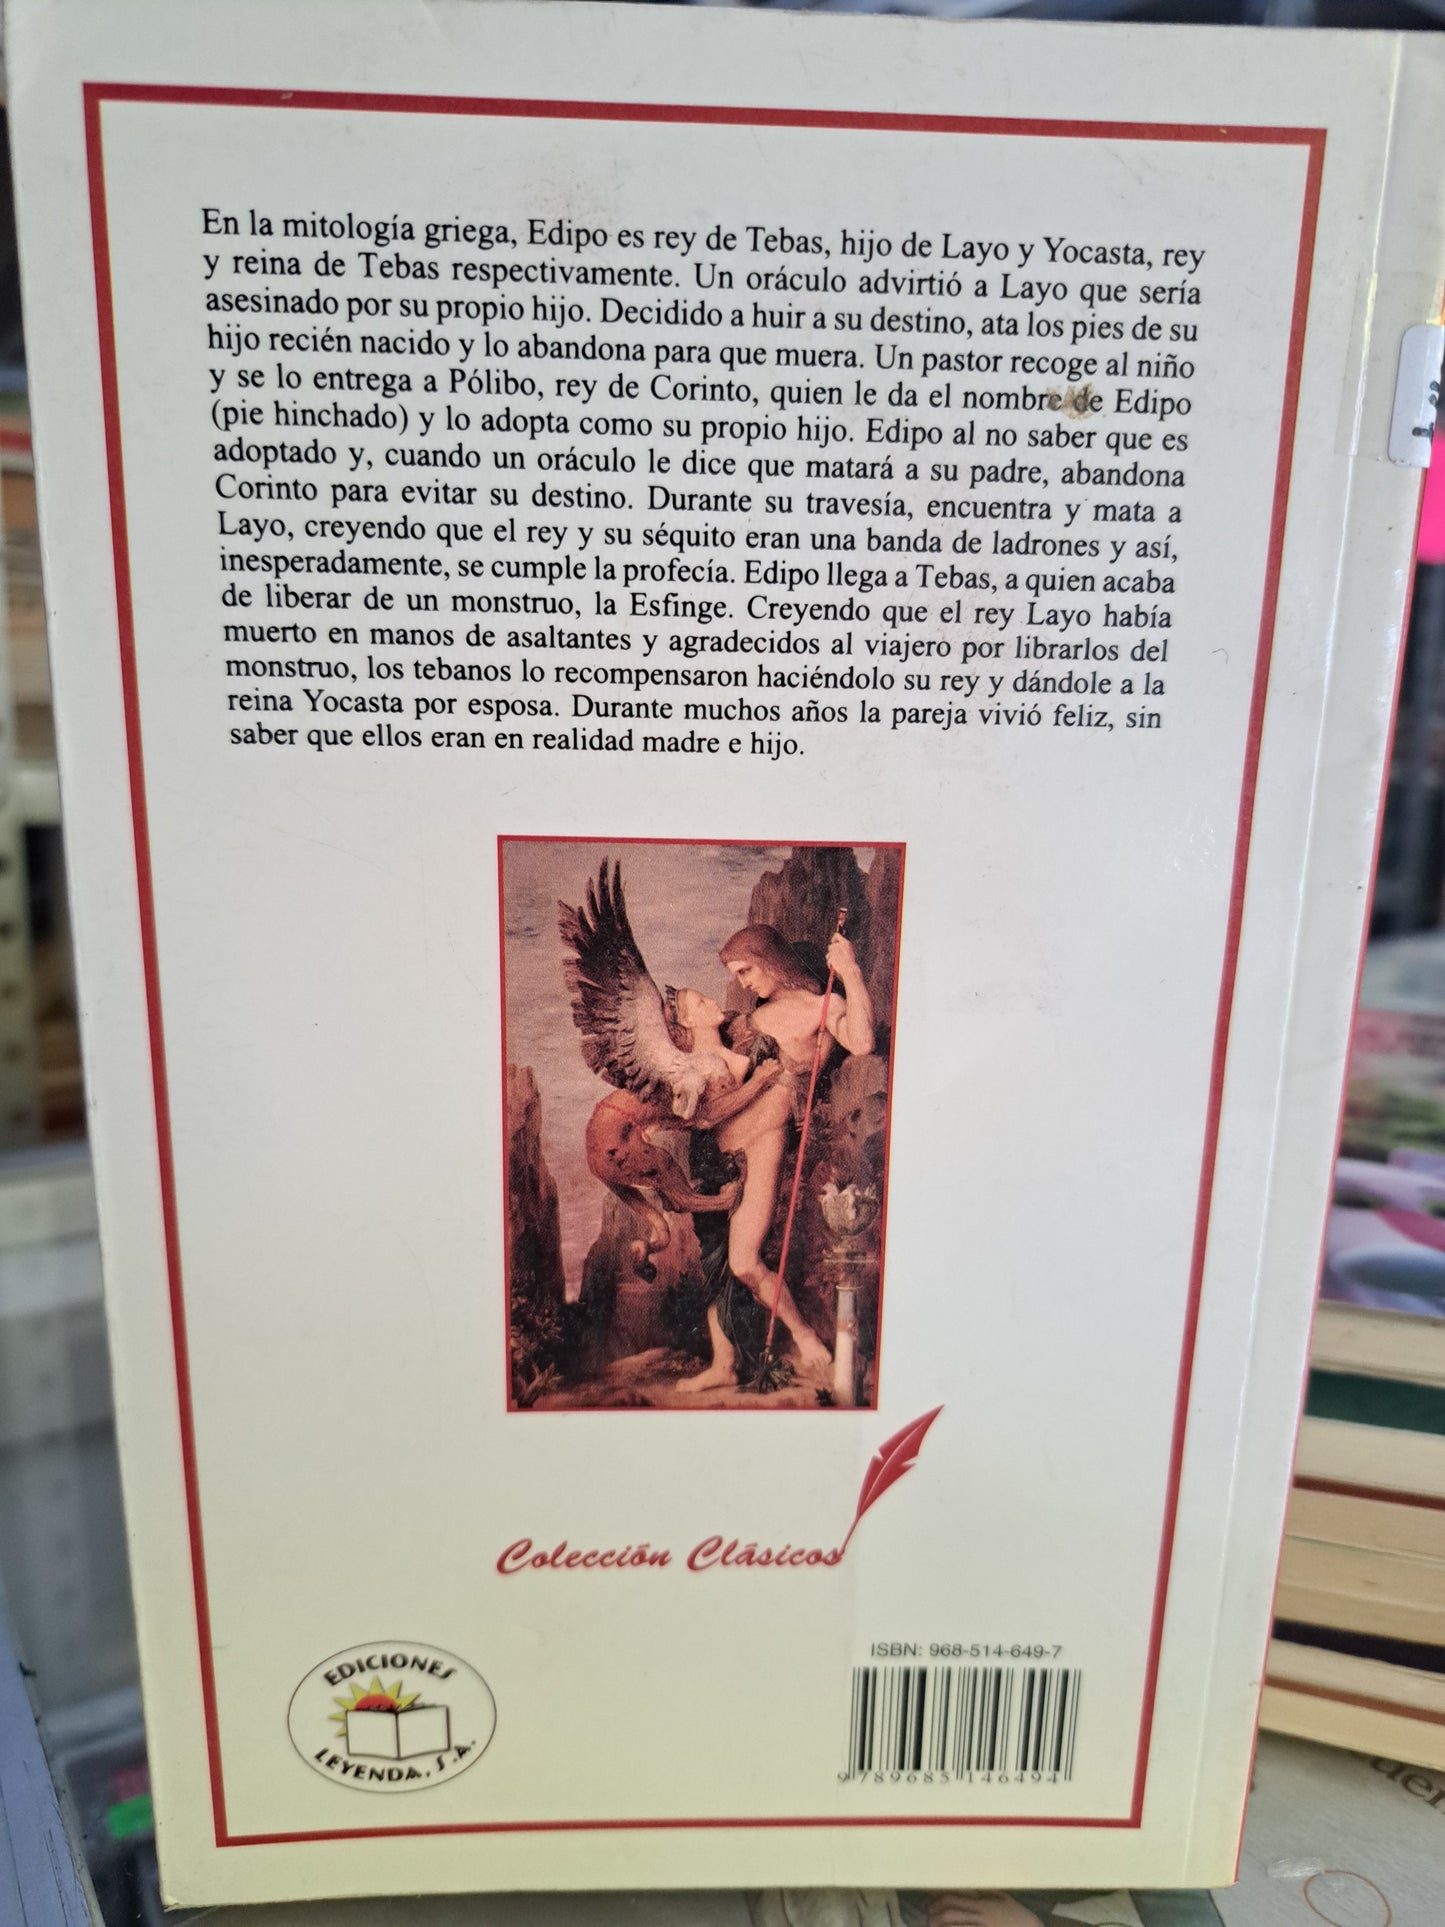 En la mitología griega, Edipo es rey de Tebas, hijo de Layo y Yocasta, rey
y reina de Tebas respectivamente. Un oráculo advirtió a Layo que sería
asesinado por su propio hijo. Decidido a huir a su destino, ata los pies de su
hijo recién nacido y lo abandona para que muera. Un pastor recoge al niño
y se lo entrega a Pólibo, rey de Corinto, quien le da el nombre de Edipo
(pie hinchado) y lo adopta como su propio hijo. Edipo al no saber que es
adoptado y, cuando un oráculo le dice que matará a su padre, abandona
Corinto para evitar su destino. Durante su travesía, encuentra y mata a
Layo, creyendo que el rey y su séquito eran una banda de ladrones y así,
inesperadamente, se cumple la profecía. Edipo llega a Tebas, a quien acaba
de liberar de un monstruo, la Esfinge. Creyendo que el rey Layo había
muerto en manos de asaltantes y agradecidos al viajero por librarlos del
monstruo, los tebanos lo recompensaron haciéndolo su rey y dándole a la
reina Yocasta por esposa. Durante muchos años la pareja vivió feliz, sin
saber que ellos eran en realidad madre e hijo.
Colección Clásicos
EDICIONES
LEYENDA, S.A.
ISBN: 968-514-649-7
9 789685 146494